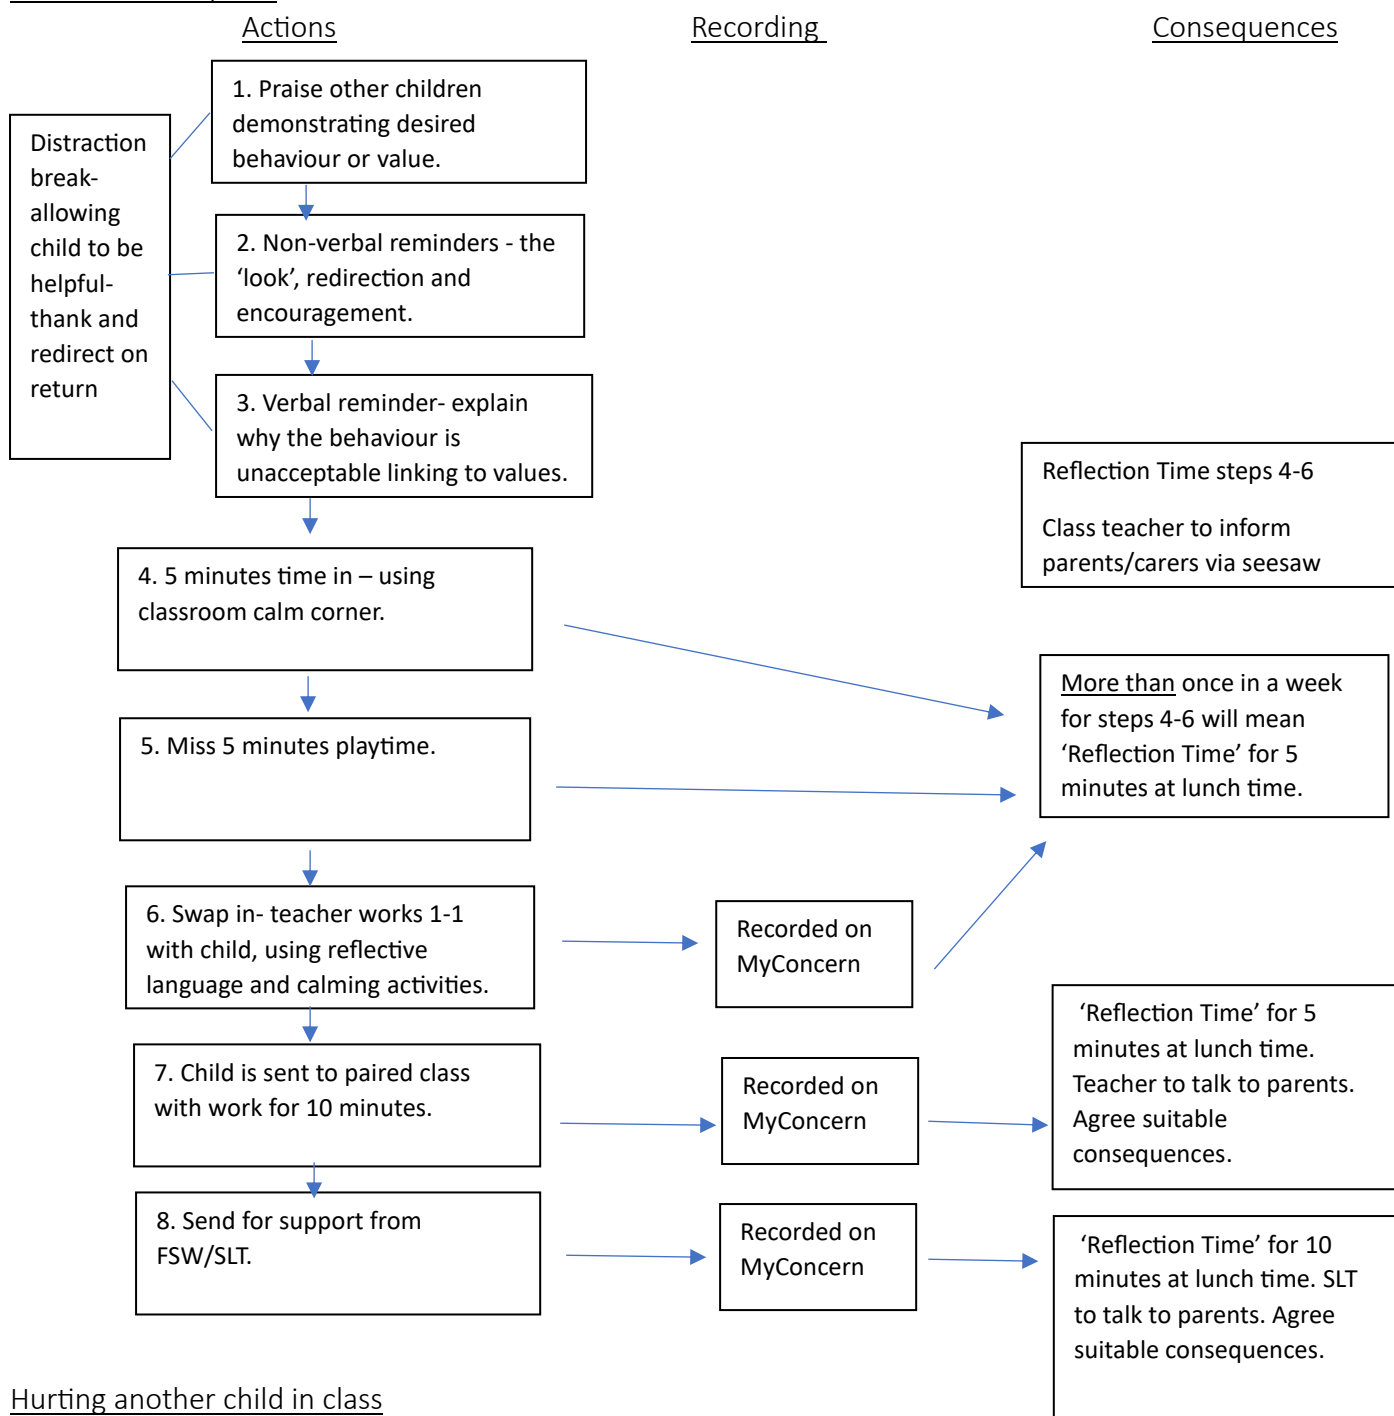 Actions
Recording
Consequences
Distraction
break-
allowing
child to be
helpful-
thank and
redirect on
return
1. Praise other children
demonstrating desired
behaviour or value.
2. Non-verbal reminders - the
‘look’, redirection and
encouragement.
3. Verbal reminder- explain
why the behaviour is
unacceptable linking to values.
Reflection Time steps 4-6
Class teacher to inform
parents/carers via seesaw
4. 5 minutes time in – using
classroom calm corner.
More than once in a week
for steps 4-6 will mean
‘Reflection Time’ for 5
minutes at lunch time.
5. Miss 5 minutes playtime.
6. Swap in- teacher works 1-1
with child, using reflective
language and calming activities.
Recorded on
MyConcern
7. Child is sent to paired class
with work for 10 minutes.
Recorded on
MyConcern
‘Reflection Time’ for 5
minutes at lunch time.
Teacher to talk to parents.
Agree suitable
consequences.
8. Send for support from
FSW/SLT.
Recorded on
MyConcern
‘Reflection Time’ for 10
minutes at lunch time. SLT
to talk to parents. Agree
suitable consequences.
Hurting another child in class